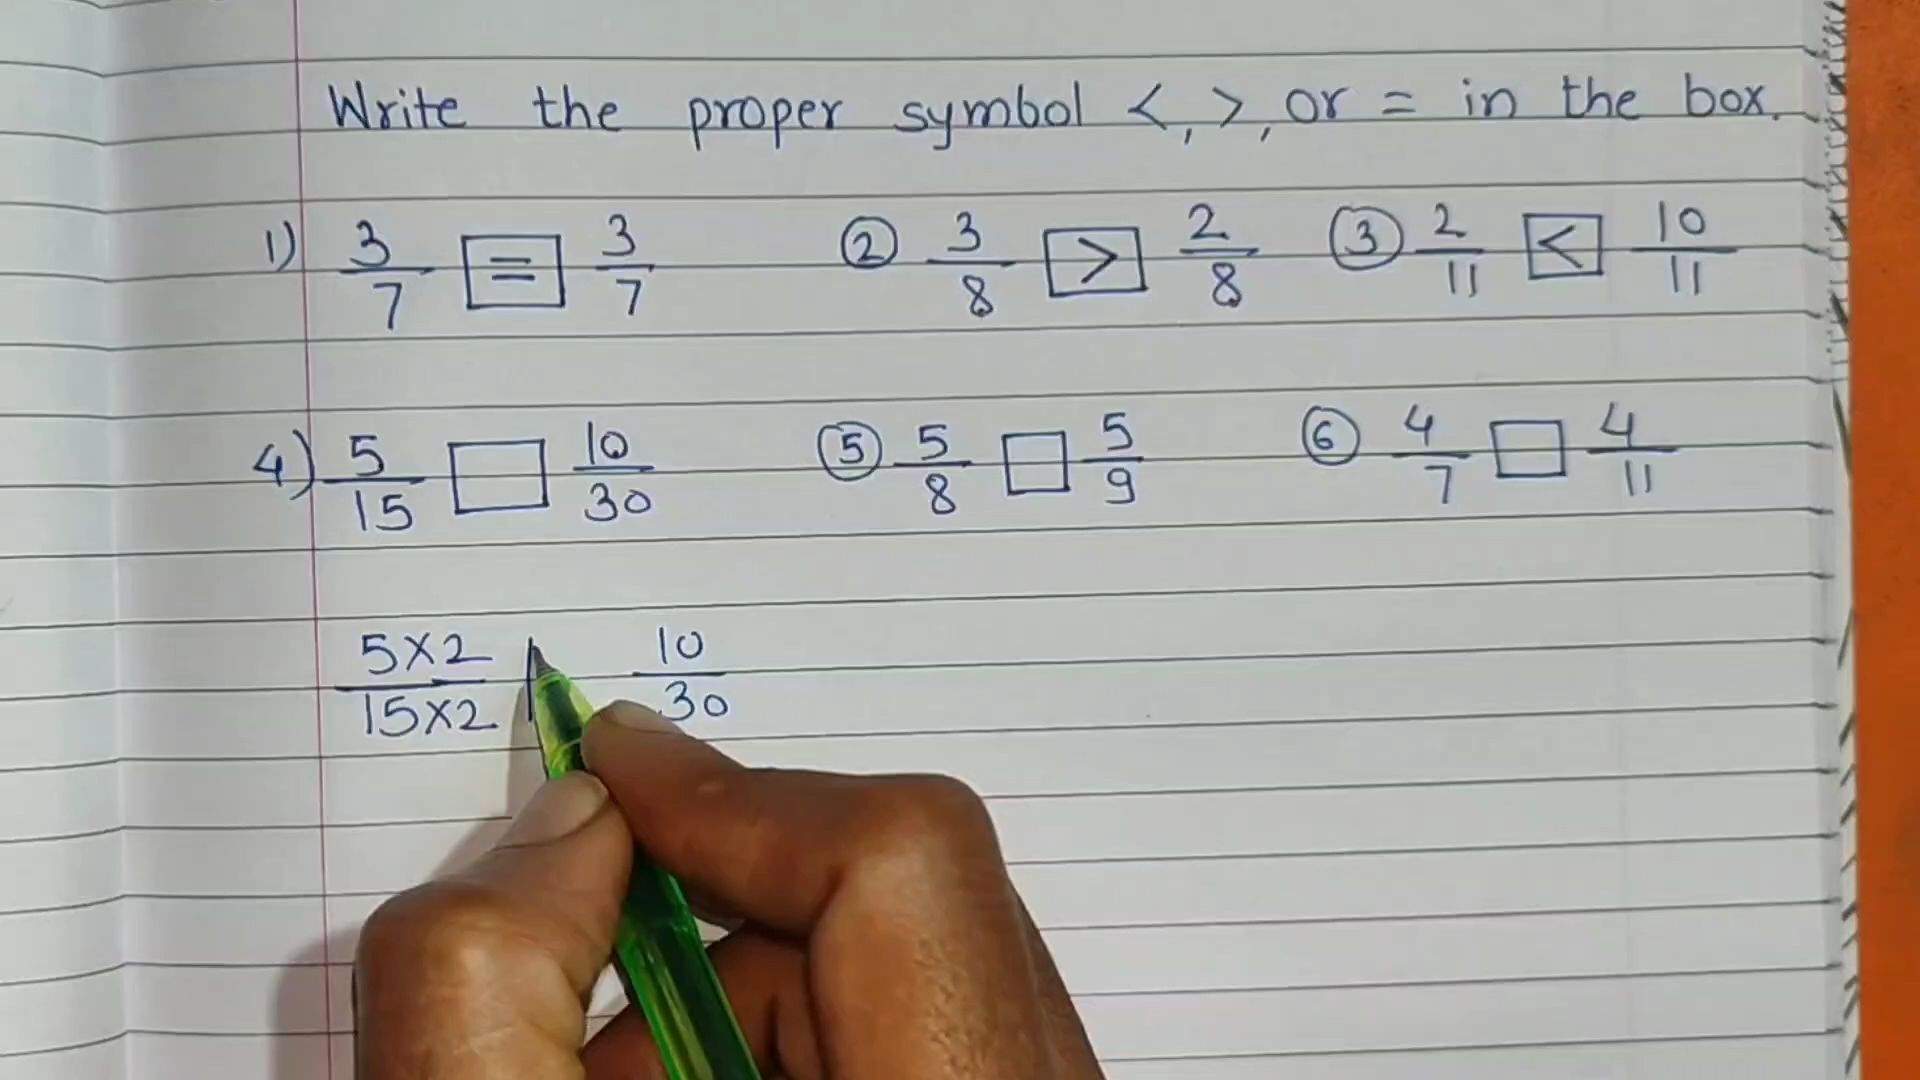 Write the proper symbol <, >, or = in the box.
1) 3/7 = 3/7 ② 3/8 > 2/8 ③ 2/11 < 10/11
4) 5/15 □ 10/30 ⑤ 5/8 □ 5/9 ⑥ 4/7 □ 4/11
5×2 10
15×2 30